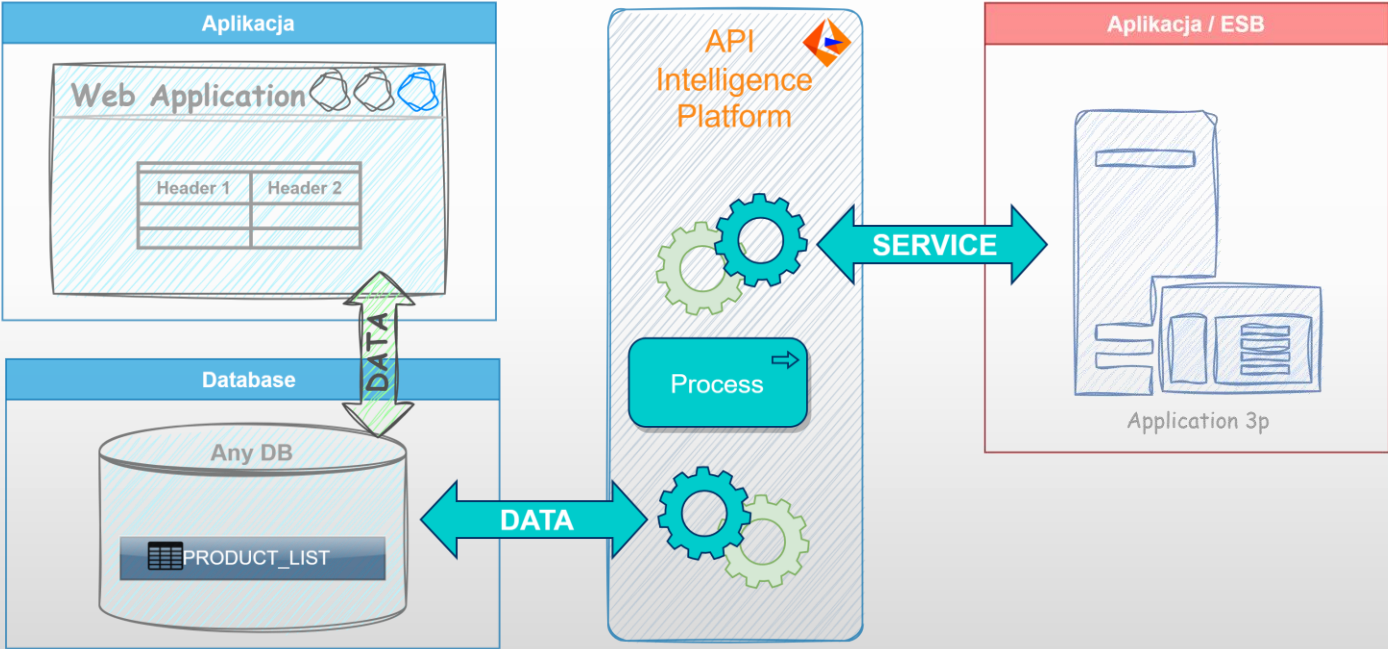 Aplikacja
Web Application
Header 1 Header 2
DATA
Database
Any DB
PRODUCT_LIST
DATA
API
Intelligence
Platform
Process
SERVICE
Aplikacja / ESB
Application 3p